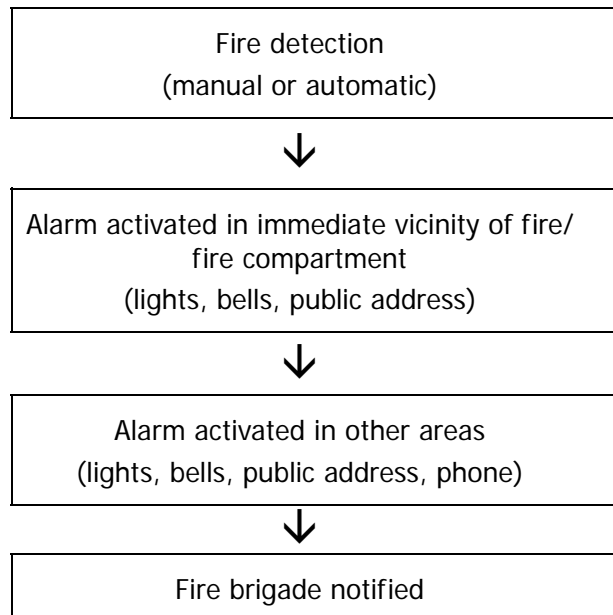 Fire detection
(manual or automatic)
Alarm activated in immediate vicinity of fire/
fire compartment
(lights, bells, public address)
Alarm activated in other areas
(lights, bells, public address, phone)
Fire brigade notified